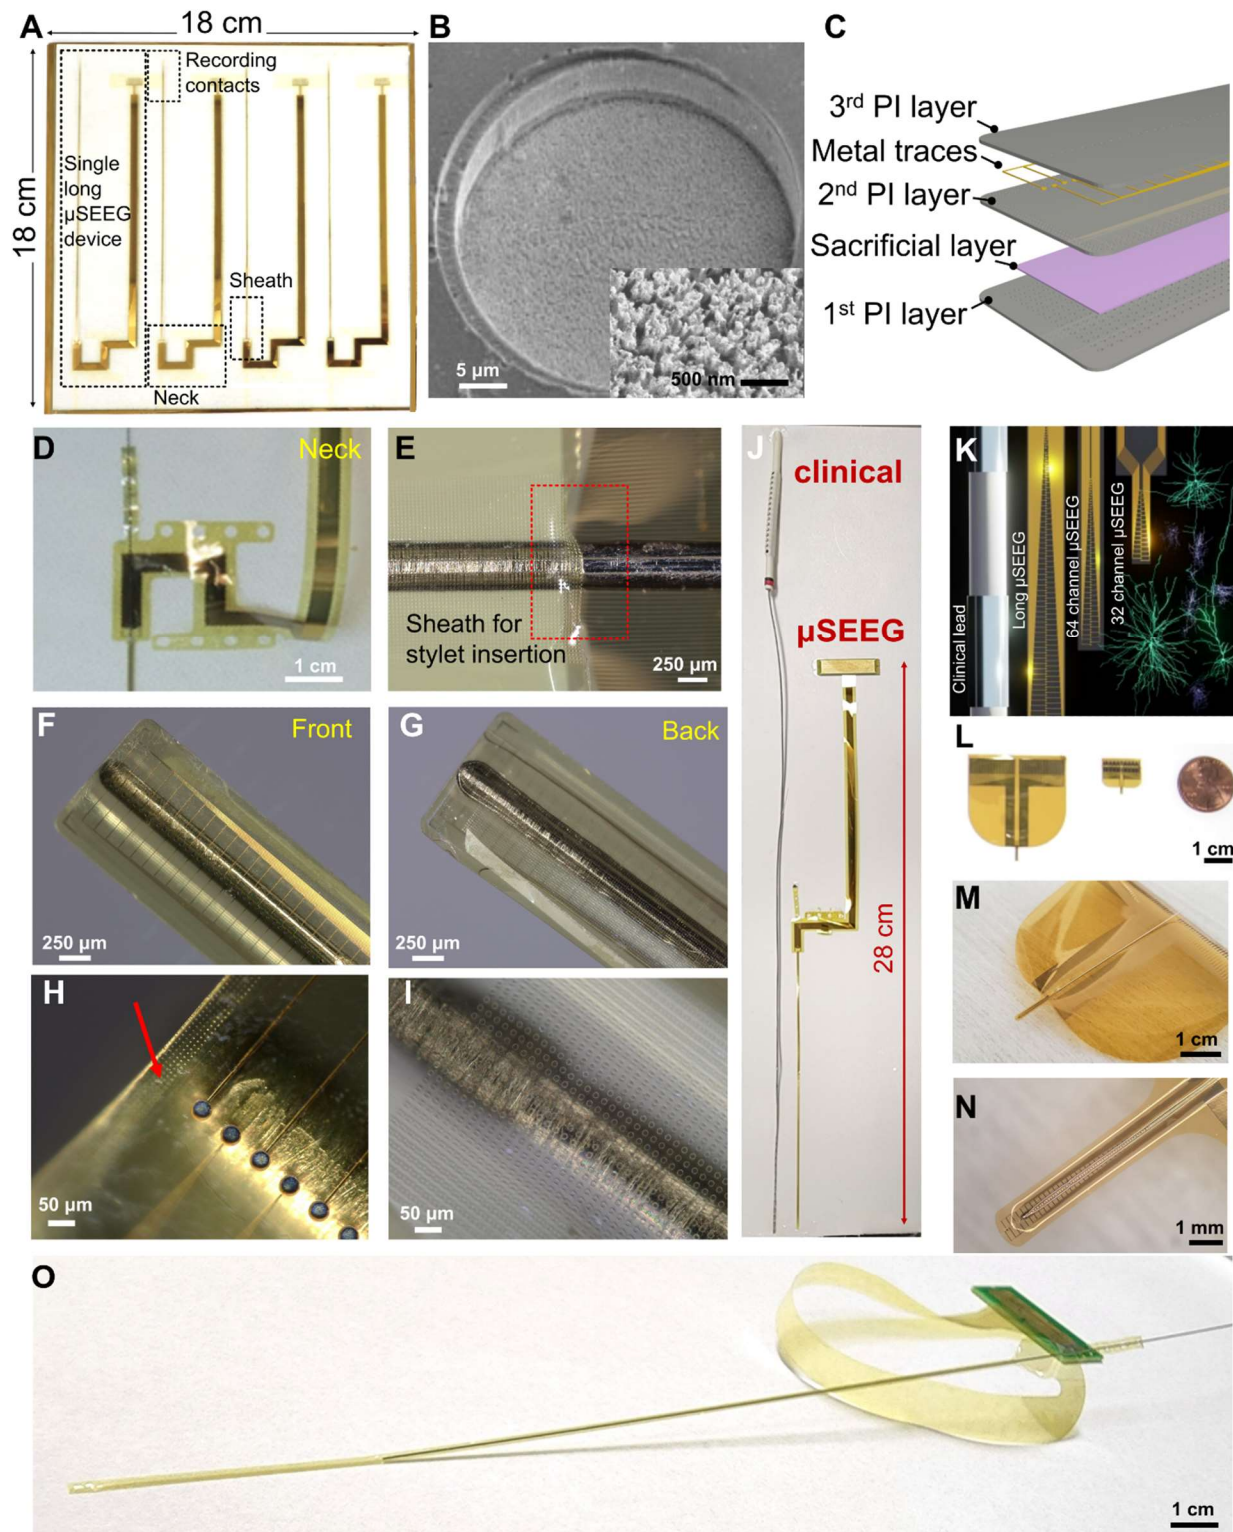 A
18 cm
18 cm
Recording
contacts
Single
long
µSEEG
device
Sheath
Neck
B
5 µm
500 nm
C
3rd PI layer
Metal traces
2nd PI layer
Sacrificial layer
1st PI layer
D
Neck
1 cm
E
Sheath for
stylet insertion
250 µm
F
Front
250 µm
G
Back
250 µm
H
50 µm
I
50 µm
J
clinical
µSEEG
28 cm
K
Clinical lead
Long µSEEG
64 channel µSEEG
32 channel µSEEG
L
1 cm
M
1 cm
N
1 mm
O
1 cm